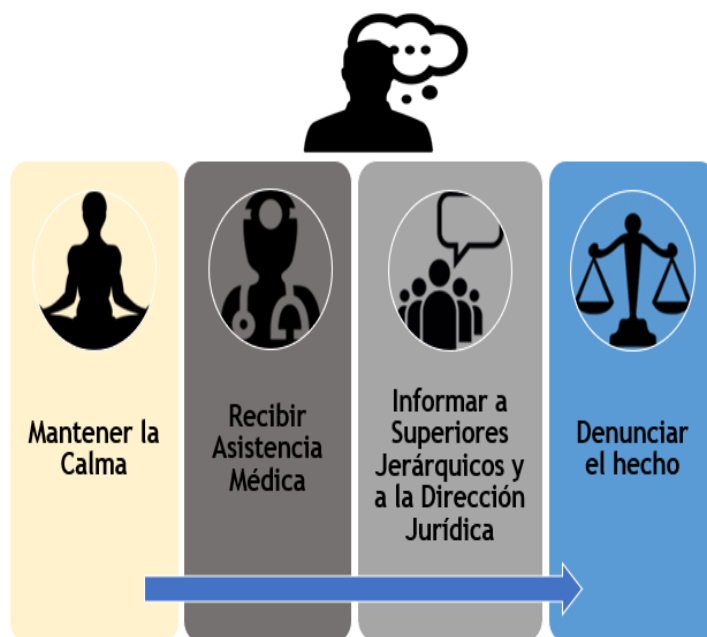 Mantener la
Calma
Recibir
Asistencia
Médica
Informar a
Superiores
Jerárquicos y
a la Dirección
Jurídica
Denunciar
el hecho